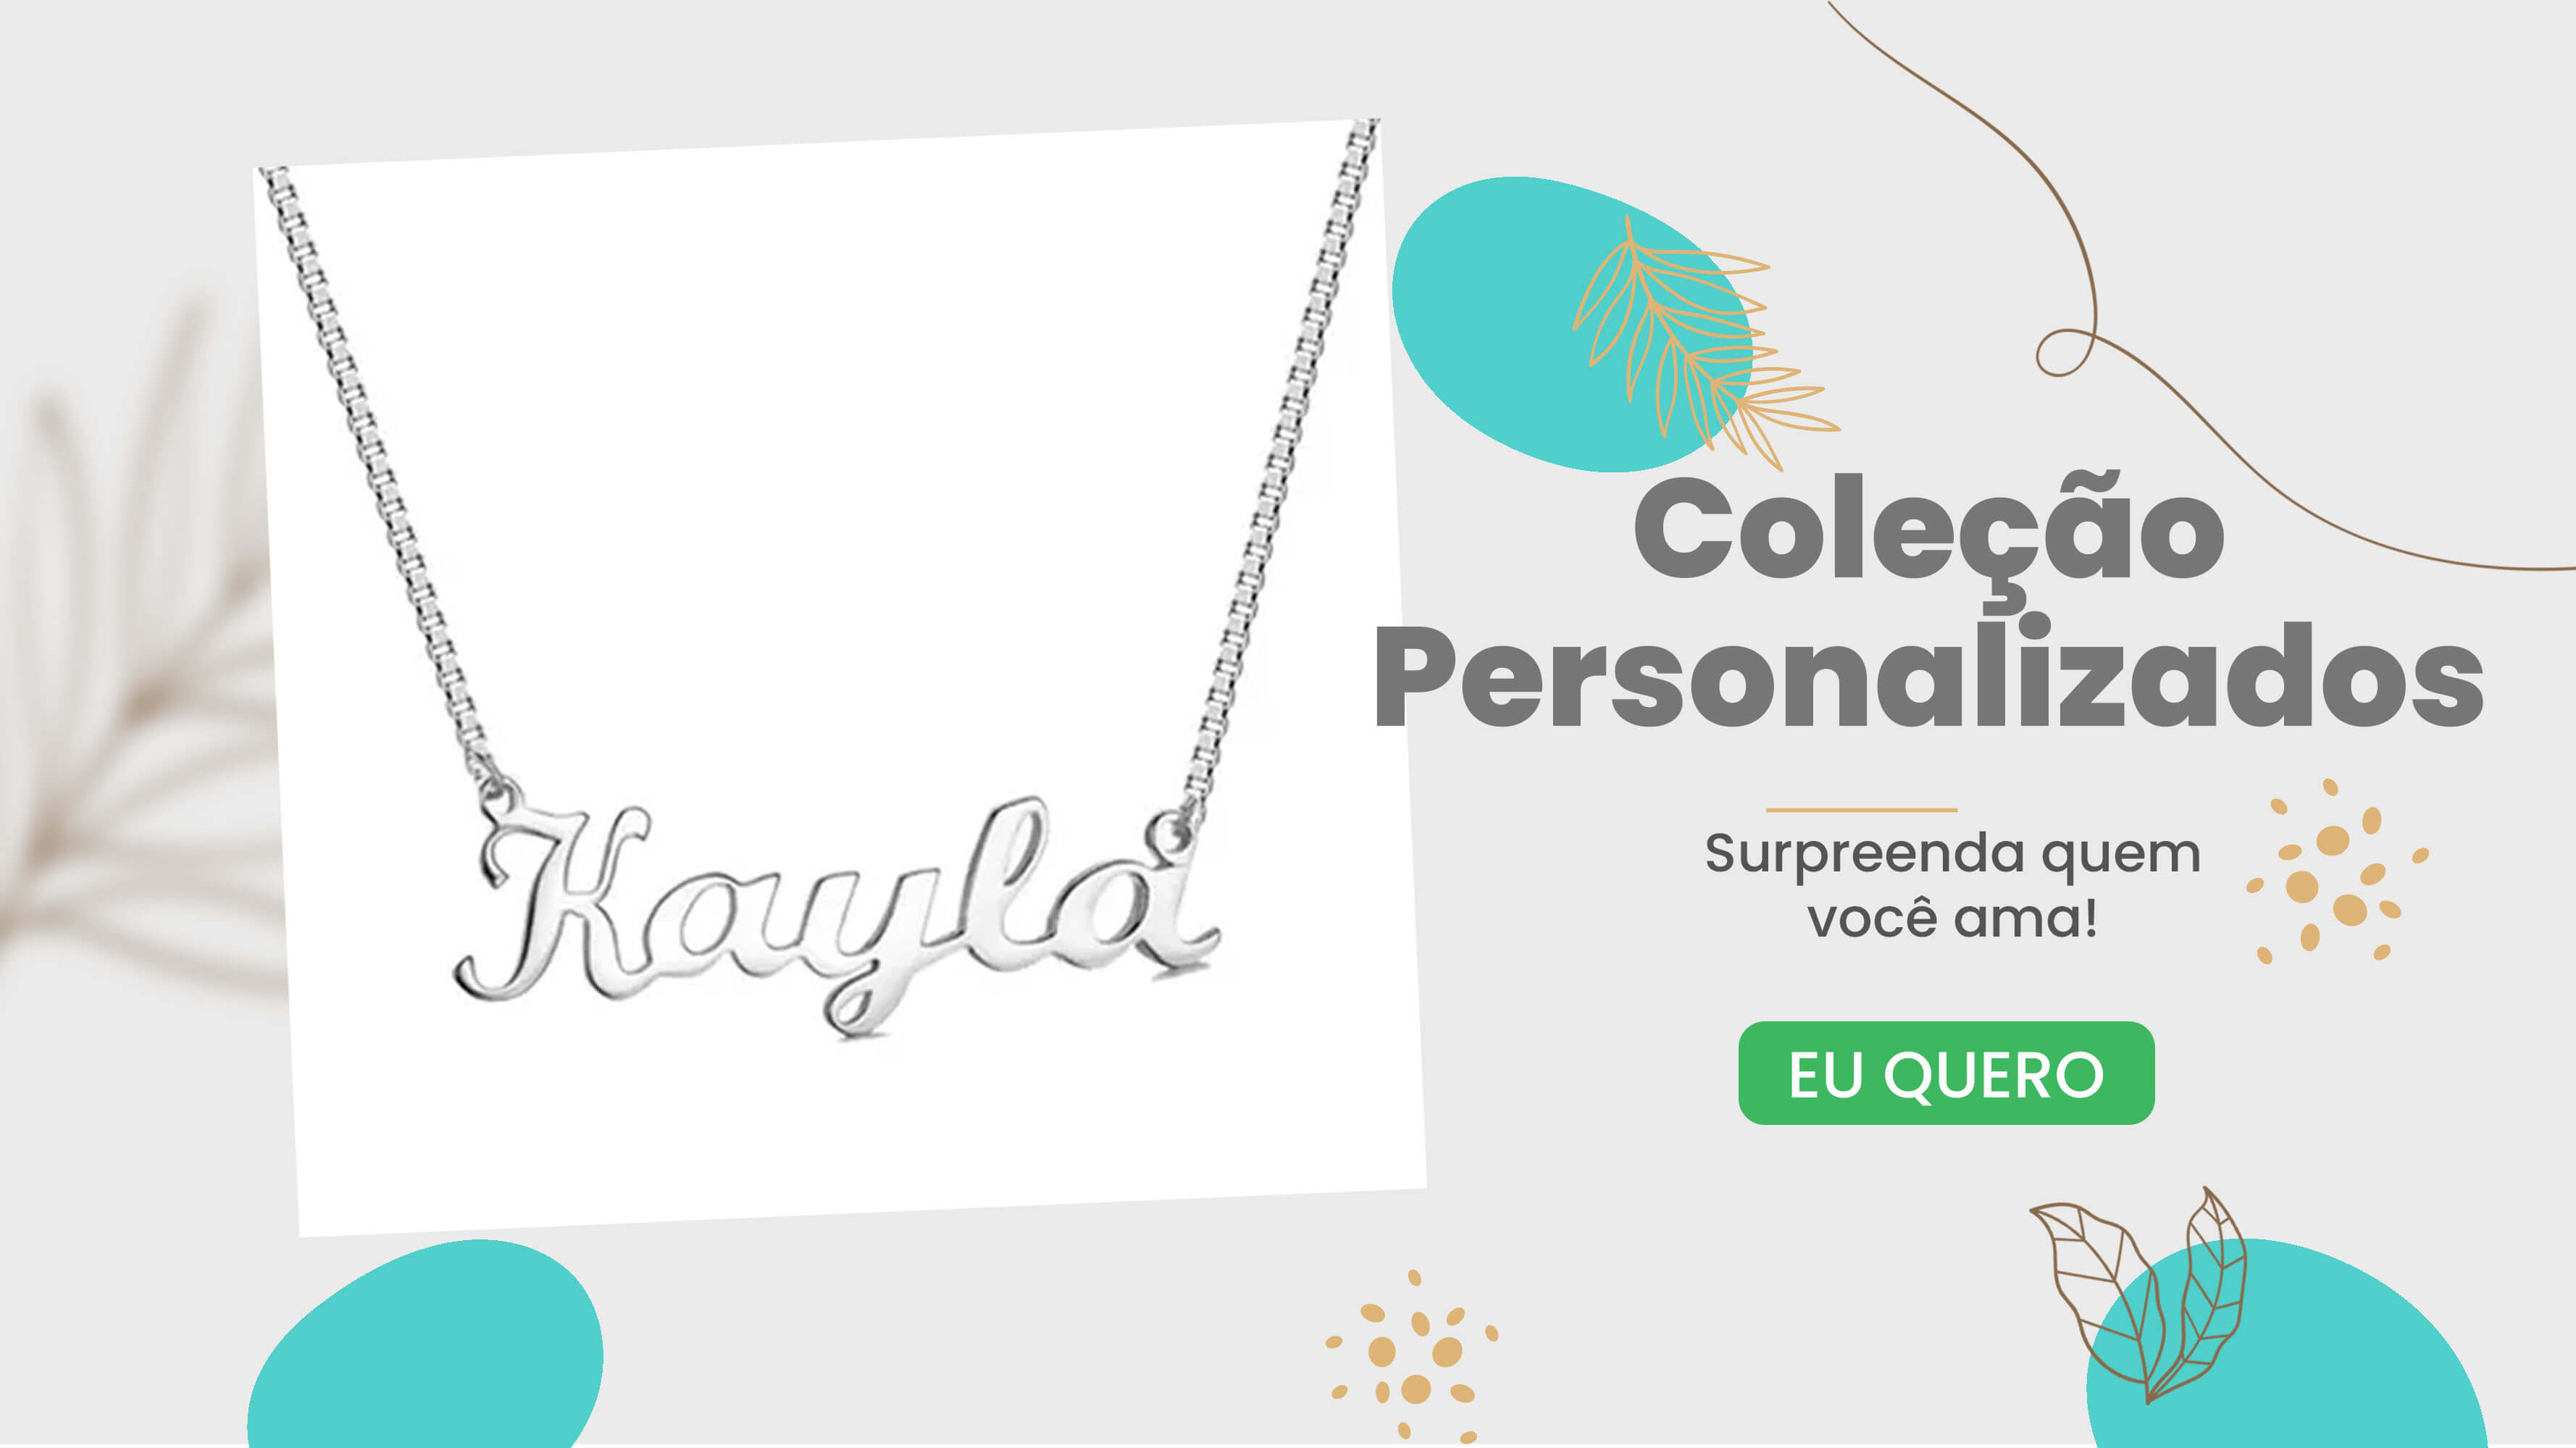 Kayla
Coleção
Personalizados
Surpreenda quem
você ama!
EU QUERO